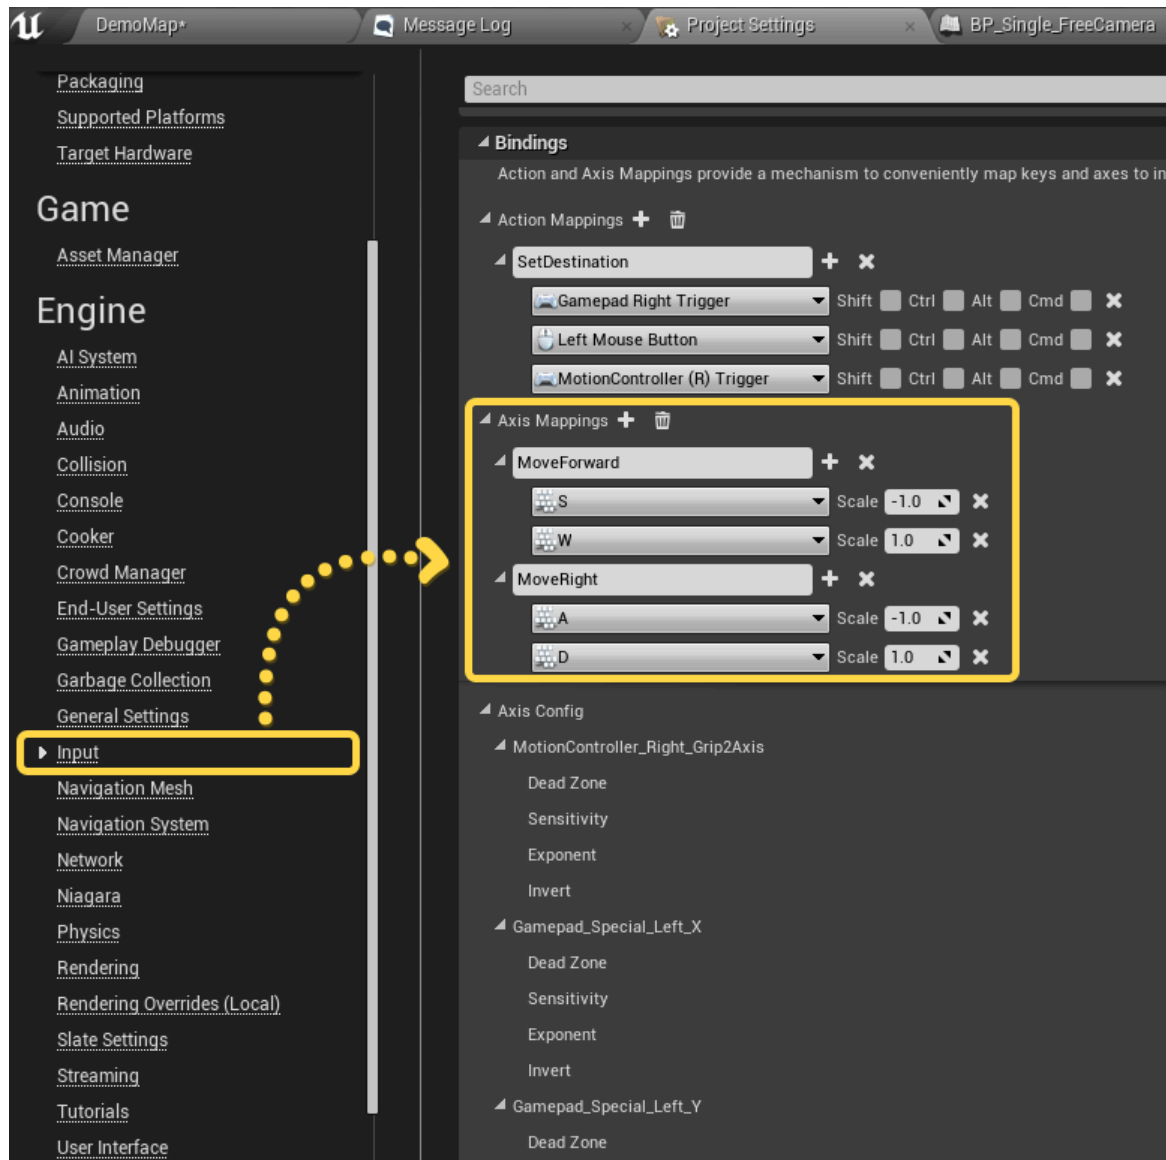 DemoMap*
Message Log
Project Settings
BP_Single_FreeCamera
Packaging
Supported Platforms
Target Hardware
Game
Asset Manager
Engine
AI System
Animation
Audio
Collision
Console
Cooker
Crowd Manager
End-User Settings
Gameplay Debugger
Garbage Collection
General Settings
Input
Navigation Mesh
Navigation System
Network
Niagara
Physics
Rendering
Rendering Overrides (Local)
Slate Settings
Streaming
Tutorials
User Interface
Search
Bindings
Action and Axis Mappings provide a mechanism to conveniently map keys and axes to in
Action Mappings
SetDestination
Gamepad Right Trigger Shift Ctrl Alt Cmd
Left Mouse Button Shift Ctrl Alt Cmd
MotionController (R) Trigger Shift Ctrl Alt Cmd
Axis Mappings
MoveForward
S Scale -1.0
W Scale 1.0
MoveRight
A Scale -1.0
D Scale 1.0
Axis Config
MotionController_Right_Grip2Axis
Dead Zone
Sensitivity
Exponent
Invert
Gamepad_Special_Left_X
Dead Zone
Sensitivity
Exponent
Invert
Gamepad_Special_Left_Y
Dead Zone